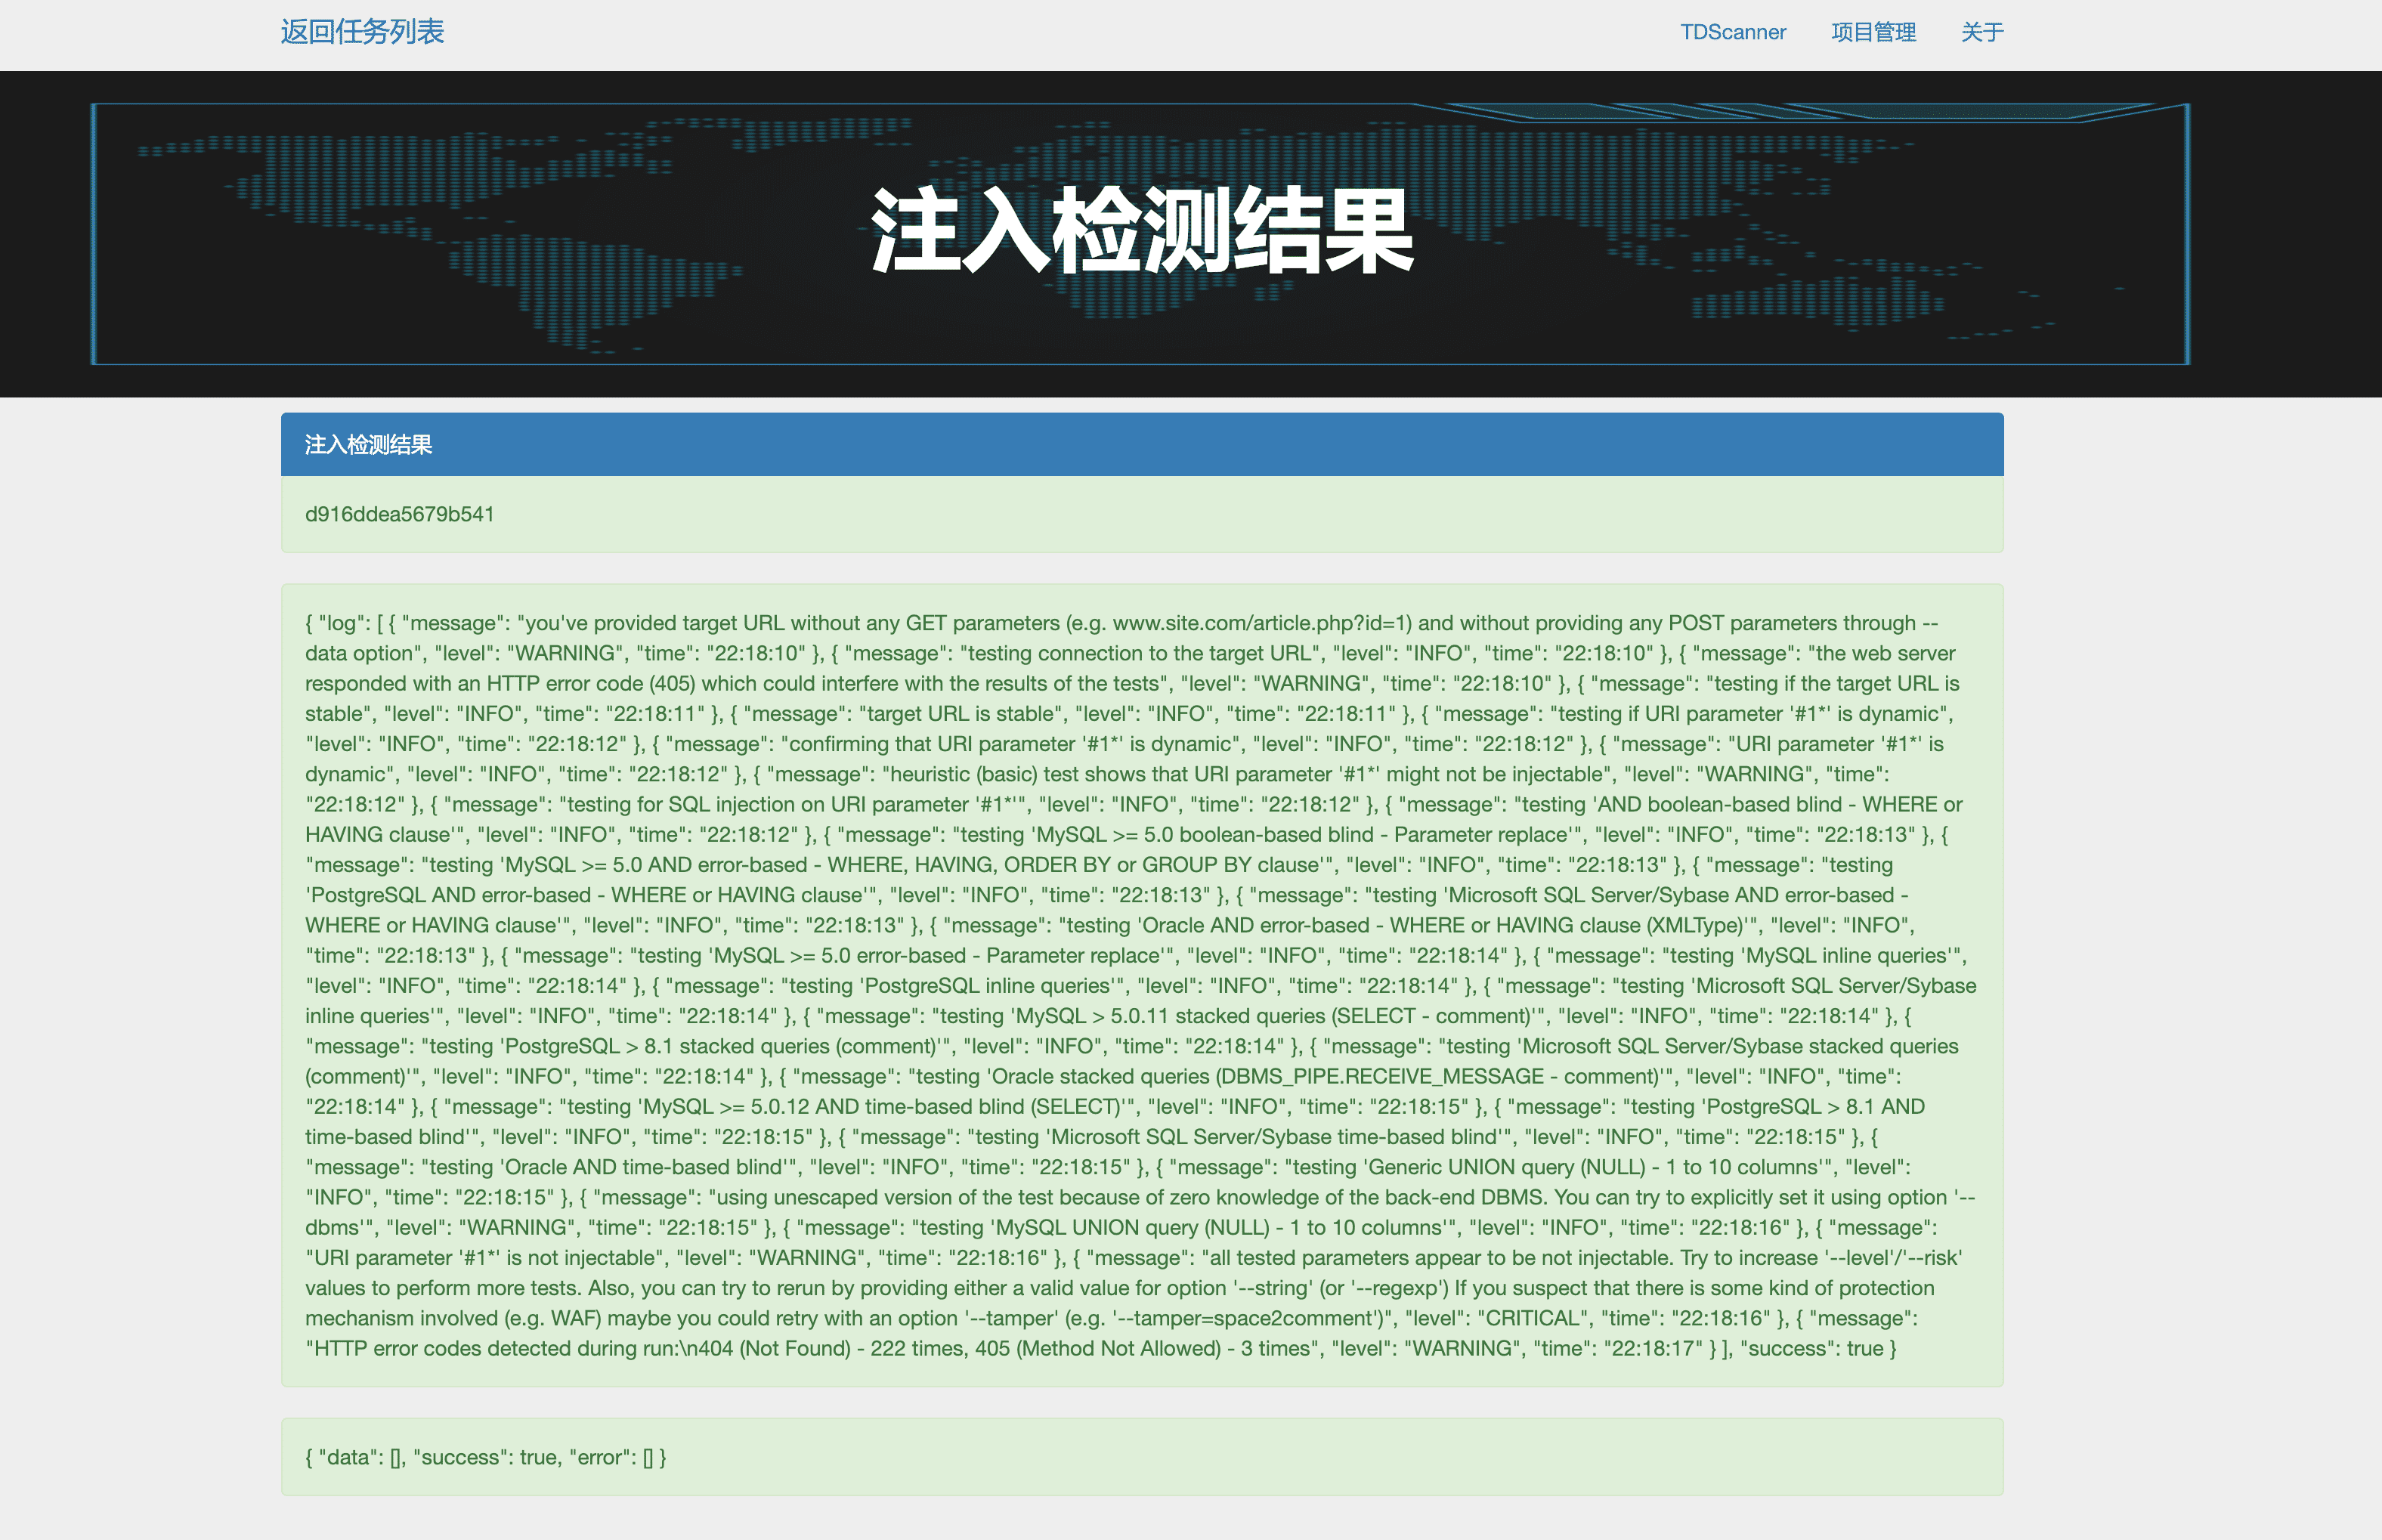 返回任务列表
TDScanner 项目管理 关于
注入检测结果
注入检测结果
d916ddea5679b541
{ "log": [ { "message": "you've provided target URL without any GET parameters (e.g. www.site.com/article.php?id=1) and without providing any POST parameters through --
data option", "level": "WARNING", "time": "22:18:10" }, { "message": "testing connection to the target URL", "level": "INFO", "time": "22:18:10" }, { "message": "the web server
responded with an HTTP error code (405) which could interfere with the results of the tests", "level": "WARNING", "time": "22:18:10" }, { "message": "testing if the target URL is
stable", "level": "INFO", "time": "22:18:11" }, { "message": "target URL is stable", "level": "INFO", "time": "22:18:11" }, { "message": "testing if URI parameter '#1*' is dynamic",
"level": "INFO", "time": "22:18:12" }, { "message": "confirming that URI parameter '#1*' is dynamic", "level": "INFO", "time": "22:18:12" }, { "message": "URI parameter '#1*' is
dynamic", "level": "INFO", "time": "22:18:12" }, { "message": "heuristic (basic) test shows that URI parameter '#1*' might not be injectable", "level": "WARNING", "time":
"22:18:12" }, { "message": "testing for SQL injection on URI parameter '#1*'", "level": "INFO", "time": "22:18:12" }, { "message": "testing 'AND boolean-based blind - WHERE or
HAVING clause'", "level": "INFO", "time": "22:18:12" }, { "message": "testing 'MySQL >= 5.0 boolean-based blind - Parameter replace'", "level": "INFO", "time": "22:18:13" }, {
"message": "testing 'MySQL >= 5.0 AND error-based - WHERE, HAVING, ORDER BY or GROUP BY clause'", "level": "INFO", "time": "22:18:13" }, { "message": "testing
'PostgreSQL AND error-based - WHERE or HAVING clause'", "level": "INFO", "time": "22:18:13" }, { "message": "testing 'Microsoft SQL Server/Sybase AND error-based -
WHERE or HAVING clause'", "level": "INFO", "time": "22:18:13" }, { "message": "testing 'Oracle AND error-based - WHERE or HAVING clause (XMLType)'", "level": "INFO",
"time": "22:18:13" }, { "message": "testing 'MySQL >= 5.0 error-based - Parameter replace'", "level": "INFO", "time": "22:18:14" }, { "message": "testing 'MySQL inline queries'",
"level": "INFO", "time": "22:18:14" }, { "message": "testing 'PostgreSQL inline queries'", "level": "INFO", "time": "22:18:14" }, { "message": "testing 'Microsoft SQL Server/Sybase
inline queries'", "level": "INFO", "time": "22:18:14" }, { "message": "testing 'MySQL > 5.0.11 stacked queries (SELECT - comment)'", "level": "INFO", "time": "22:18:14" }, {
"message": "testing 'PostgreSQL > 8.1 stacked queries (comment)'", "level": "INFO", "time": "22:18:14" }, { "message": "testing 'Microsoft SQL Server/Sybase stacked queries
(comment)'", "level": "INFO", "time": "22:18:14" }, { "message": "testing 'Oracle stacked queries (DBMS_PIPE.RECEIVE_MESSAGE - comment)'", "level": "INFO", "time":
"22:18:14" }, { "message": "testing 'MySQL >= 5.0.12 AND time-based blind (SELECT)'", "level": "INFO", "time": "22:18:15" }, { "message": "testing 'PostgreSQL > 8.1 AND
time-based blind'", "level": "INFO", "time": "22:18:15" }, { "message": "testing 'Microsoft SQL Server/Sybase time-based blind'", "level": "INFO", "time": "22:18:15" }, {
"message": "testing 'Oracle AND time-based blind'", "level": "INFO", "time": "22:18:15" }, { "message": "testing 'Generic UNION query (NULL) - 1 to 10 columns'", "level":
"INFO", "time": "22:18:15" }, { "message": "using unescaped version of the test because of zero knowledge of the back-end DBMS. You can try to explicitly set it using option '--
dbms'", "level": "WARNING", "time": "22:18:15" }, { "message": "testing 'MySQL UNION query (NULL) - 1 to 10 columns'", "level": "INFO", "time": "22:18:16" }, { "message":
"URI parameter '#1*' is not injectable", "level": "WARNING", "time": "22:18:16" }, { "message": "all tested parameters appear to be not injectable. Try to increase '--level'/'--risk'
values to perform more tests. Also, you can try to rerun by providing either a valid value for option '--string' (or '--regexp') If you suspect that there is some kind of protection
mechanism involved (e.g. WAF) maybe you could retry with an option '--tamper' (e.g. '--tamper=space2comment')", "level": "CRITICAL", "time": "22:18:16" }, { "message":
"HTTP error codes detected during run:\n404 (Not Found) - 222 times, 405 (Method Not Allowed) - 3 times", "level": "WARNING", "time": "22:18:17" } ], "success": true }
{ "data": [], "success": true, "error": [] }